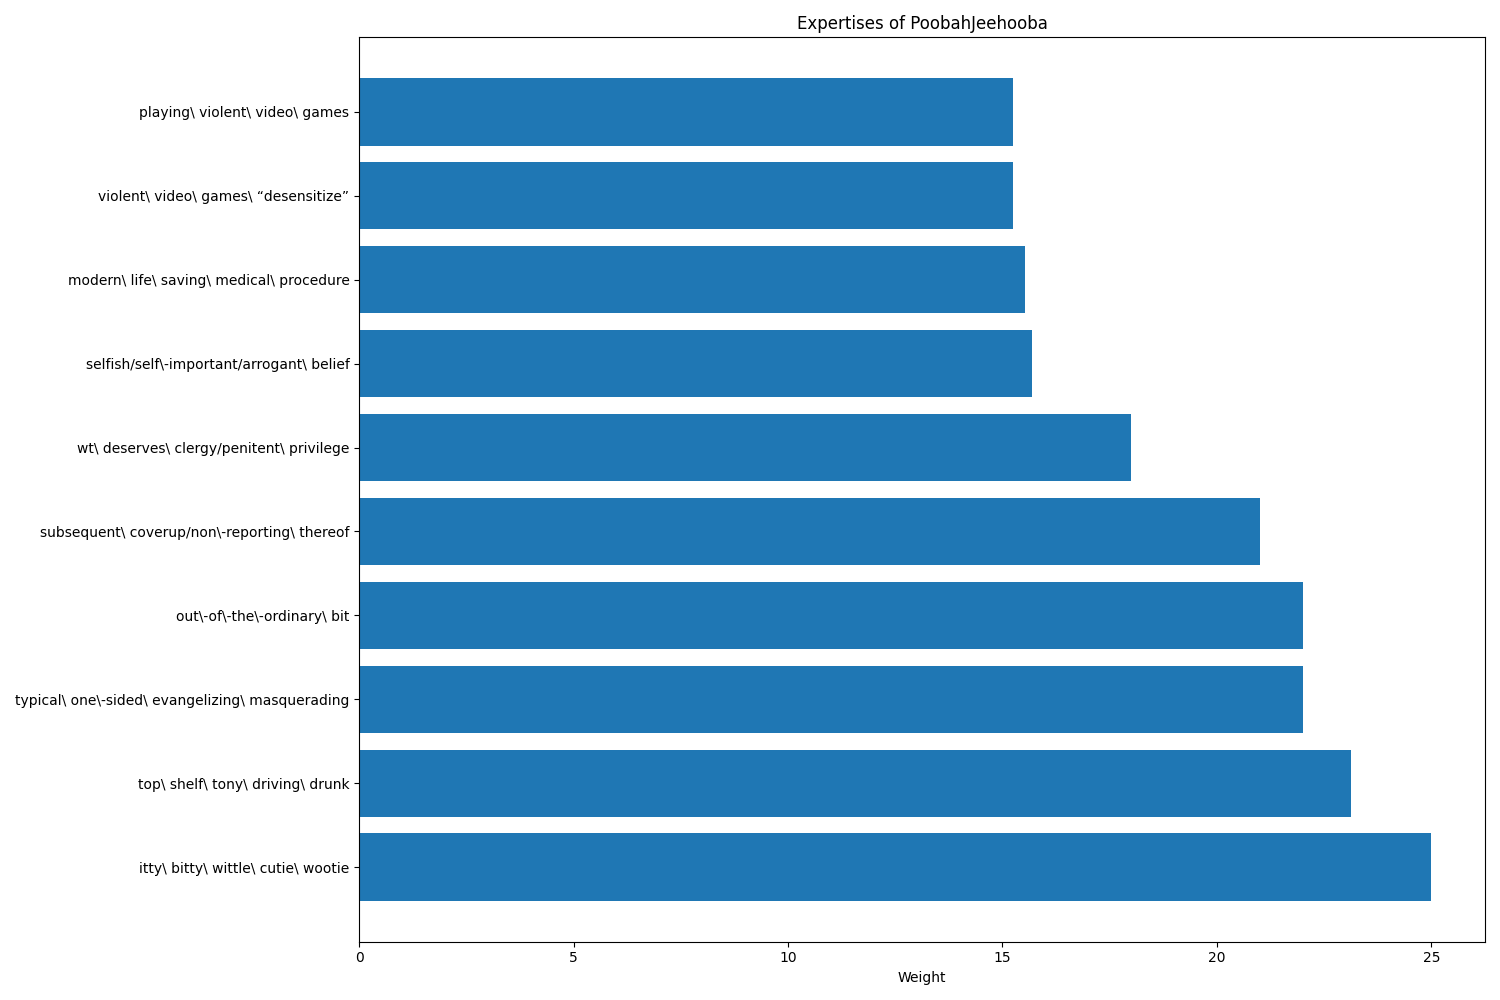 Expertises of PoobahJeehooba
playing\ violent\ video\ games
violent\ video\ games\ “desensitize”
modern\ life\ saving\ medical\ procedure
selfish/self\-important/arrogant\ belief
wt\ deserves\ clergy/penitent\ privilege
subsequent\ coverup/non\-reporting\ thereof
out\-of\-the\-ordinary\ bit
typical\ one\-sided\ evangelizing\ masquerading
top\ shelf\ tony\ driving\ drunk
itty\ bitty\ wittle\ cutie\ wootie
0 5 10 15 20 25
Weight